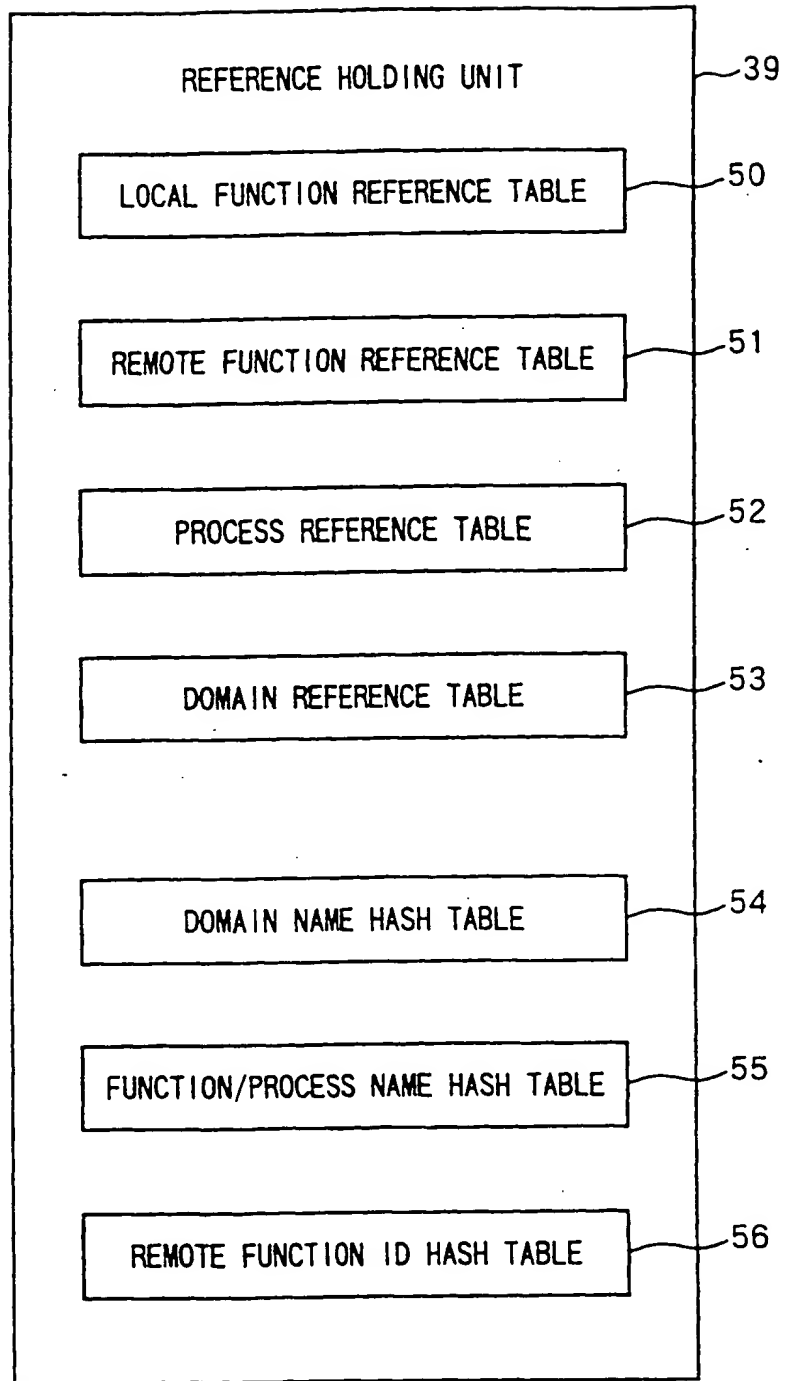 REFERENCE HOLDING UNIT 39
LOCAL FUNCTION REFERENCE TABLE 50
REMOTE FUNCTION REFERENCE TABLE 51
PROCESS REFERENCE TABLE 52
DOMAIN REFERENCE TABLE 53
DOMAIN NAME HASH TABLE 54
FUNCTION/PROCESS NAME HASH TABLE 55
REMOTE FUNCTION ID HASH TABLE 56